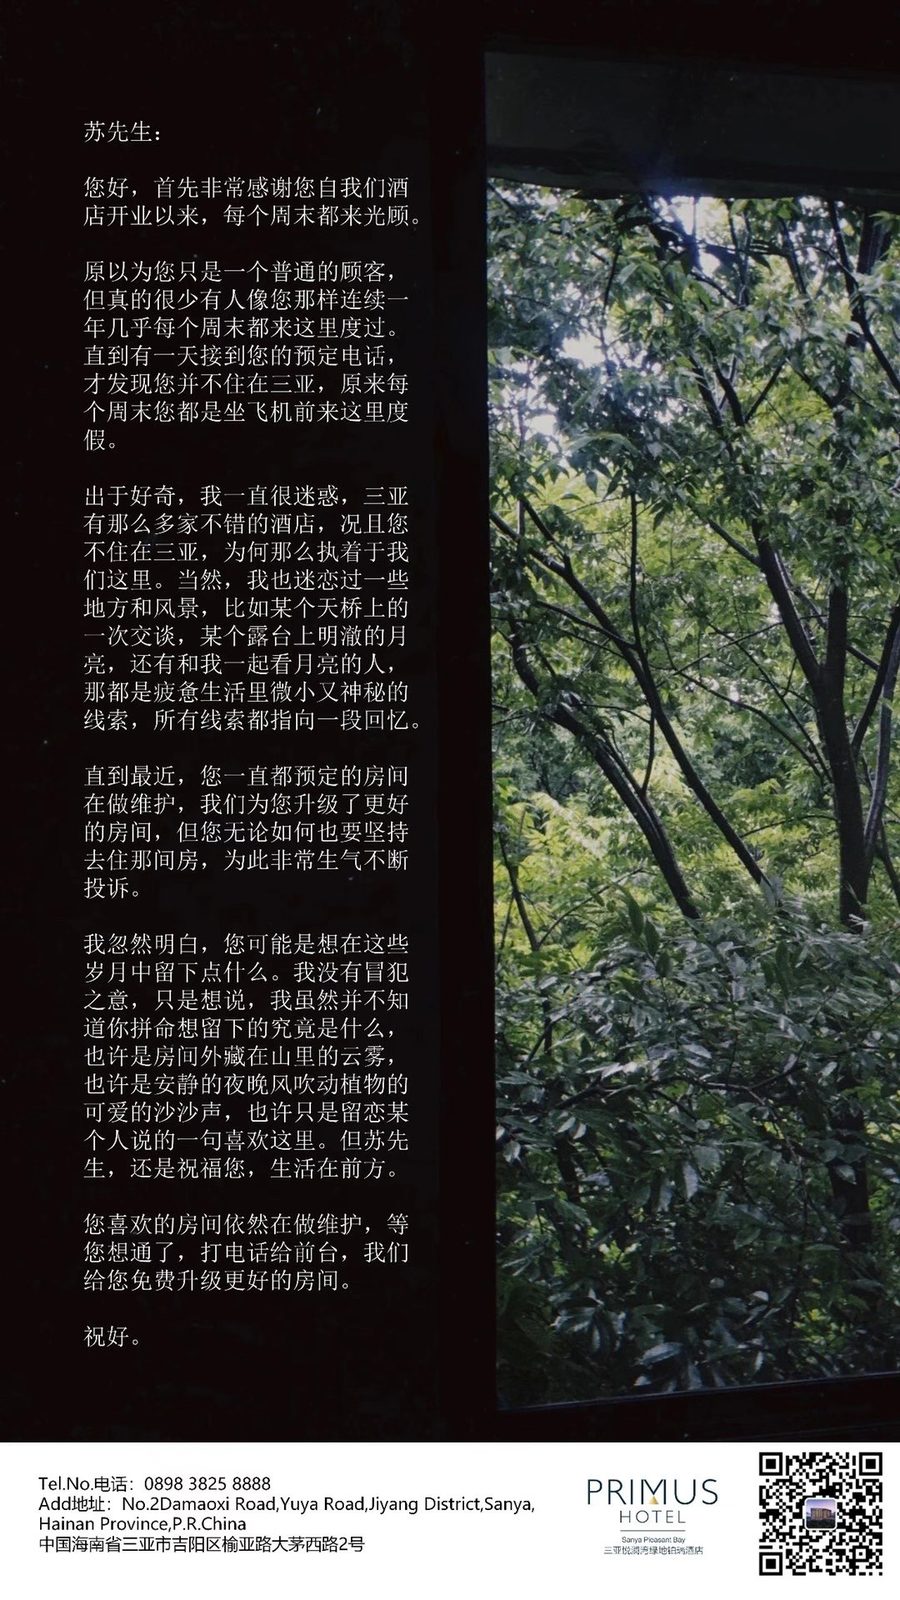 苏先生：
您好，首先非常感谢您自我们酒
店开业以来，每个周末都来光顾。
原以为您只是一个普通的顾客，
但真的很少有人像您那样连续一
年几乎每个周末都来这里度过。
直到有一天接到您的预定电话，
才发现您并不住在三亚，原来每
个周末您都是坐飞机前来这里度
假。
出于好奇，我一直很迷惑，三亚
有那么多家不错的酒店，况且您
不住在三亚，为何那么执着于我
们这里。当然，我也迷恋过一些
地方和风景，比如某个天桥上的
一次交谈，某个露台上明澈的月
亮，还有和我一起看月亮的人，
那都是疲惫生活里微小又神秘的
线索，所有线索都指向一段回忆。
直到最近，您一直都预定的房间
在做维护，我们为您升级了更好
的房间，但您无论如何也要坚持
去住那间房，为此非常生气不断
投诉。
我忽然明白，您可能是想在这些
岁月中留下点什么。我没有冒犯
之意，只是想说，我虽然并不知
道你拼命想留下的究竟是什么，
也许是房间外藏在山里的云雾，
也许是安静的夜晚风吹动植物的
可爱的沙沙声，也许只是留恋某
个人说的一句喜欢这里。但苏先
生，还是祝福您，生活在前方。
您喜欢的房间依然在做维护，等
您想通了，打电话给前台，我们
给您免费升级更好的房间。
祝好。
Tel.No.电话：0898 3825 8888
Add地址：No.2Damaoxi Road,Yuya Road,Jiyang District,Sanya,
Hainan Province,P.R.China
中国海南省三亚市吉阳区榆亚路大茅西路2号
PRIMUS
HOTEL
Sanya Pleasant Bay
三亚悦澜湾绿地铂瑞酒店